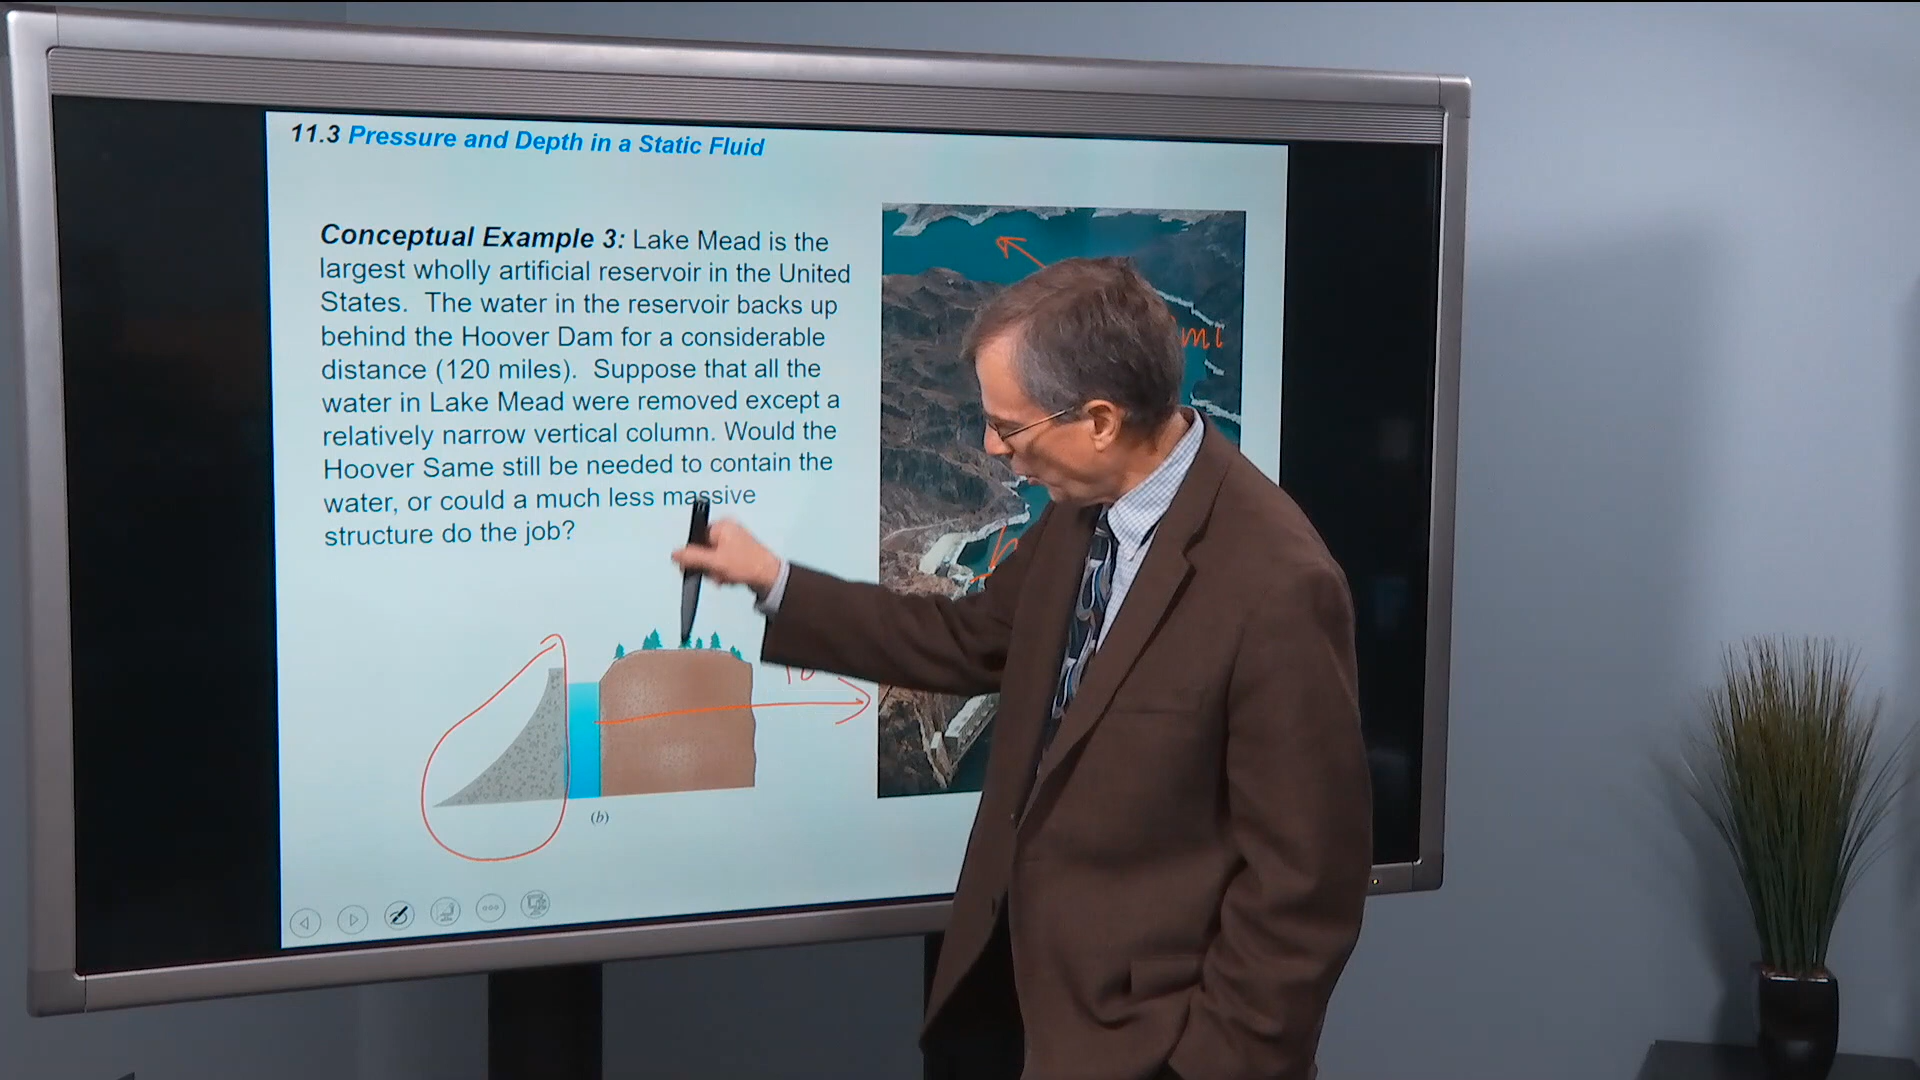 11.3 Pressure and Depth in a Static Fluid
Conceptual Example 3: Lake Mead is the
largest wholly artificial reservoir in the United
States. The water in the reservoir backs up
behind the Hoover Dam for a considerable
distance (120 miles). Suppose that all the
water in Lake Mead were removed except a
relatively narrow vertical column. Would the
Hoover Same still be needed to contain the
water, or could a much less massive
structure do the job?
mi
(b)